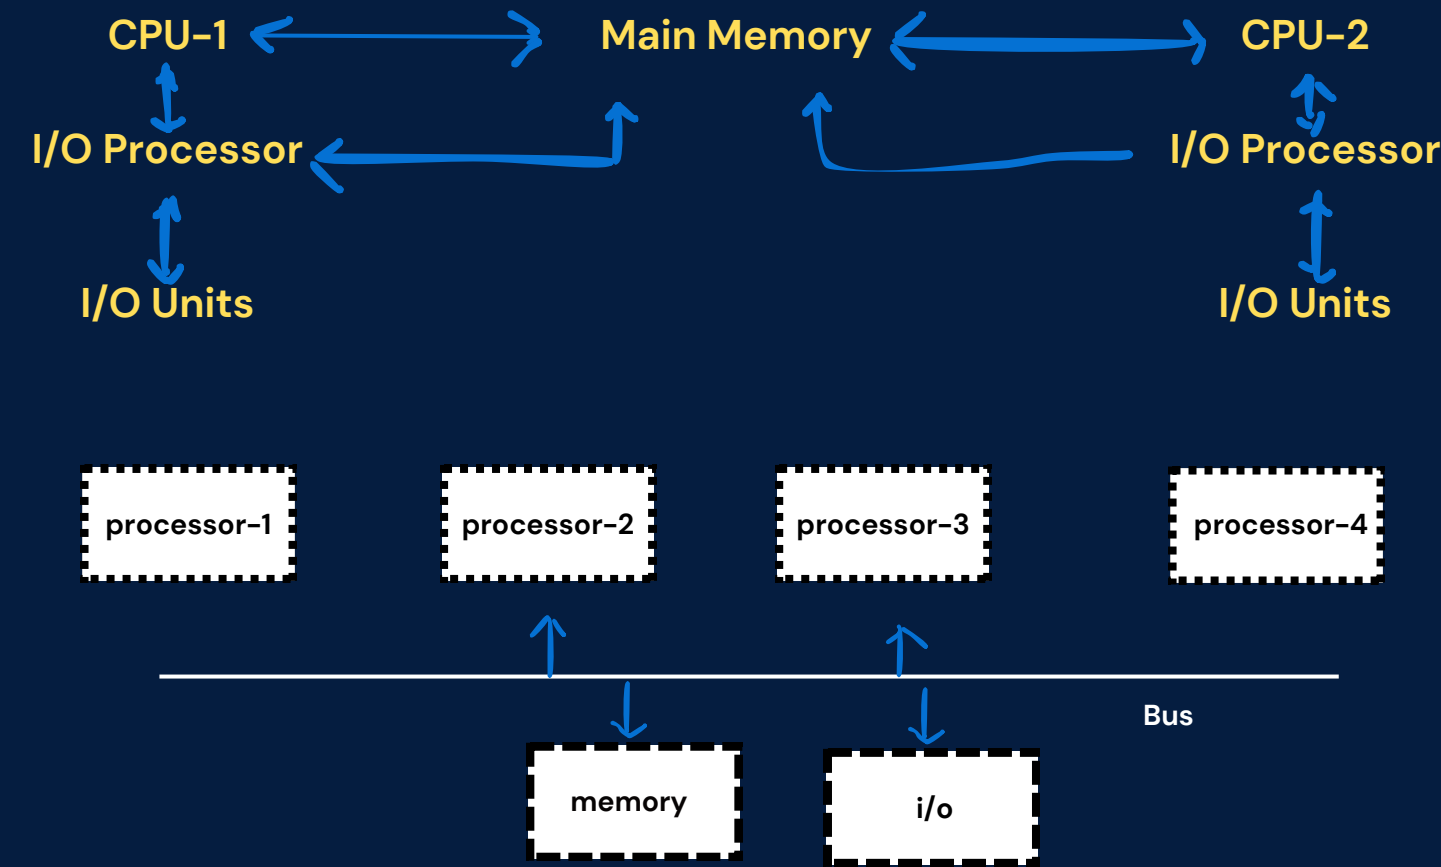 CPU-1
Main Memory
CPU-2
I/O Processor
I/O Processor
I/O Units
I/O Units
processor-1
processor-2
processor-3
processor-4
Bus
memory
i/o